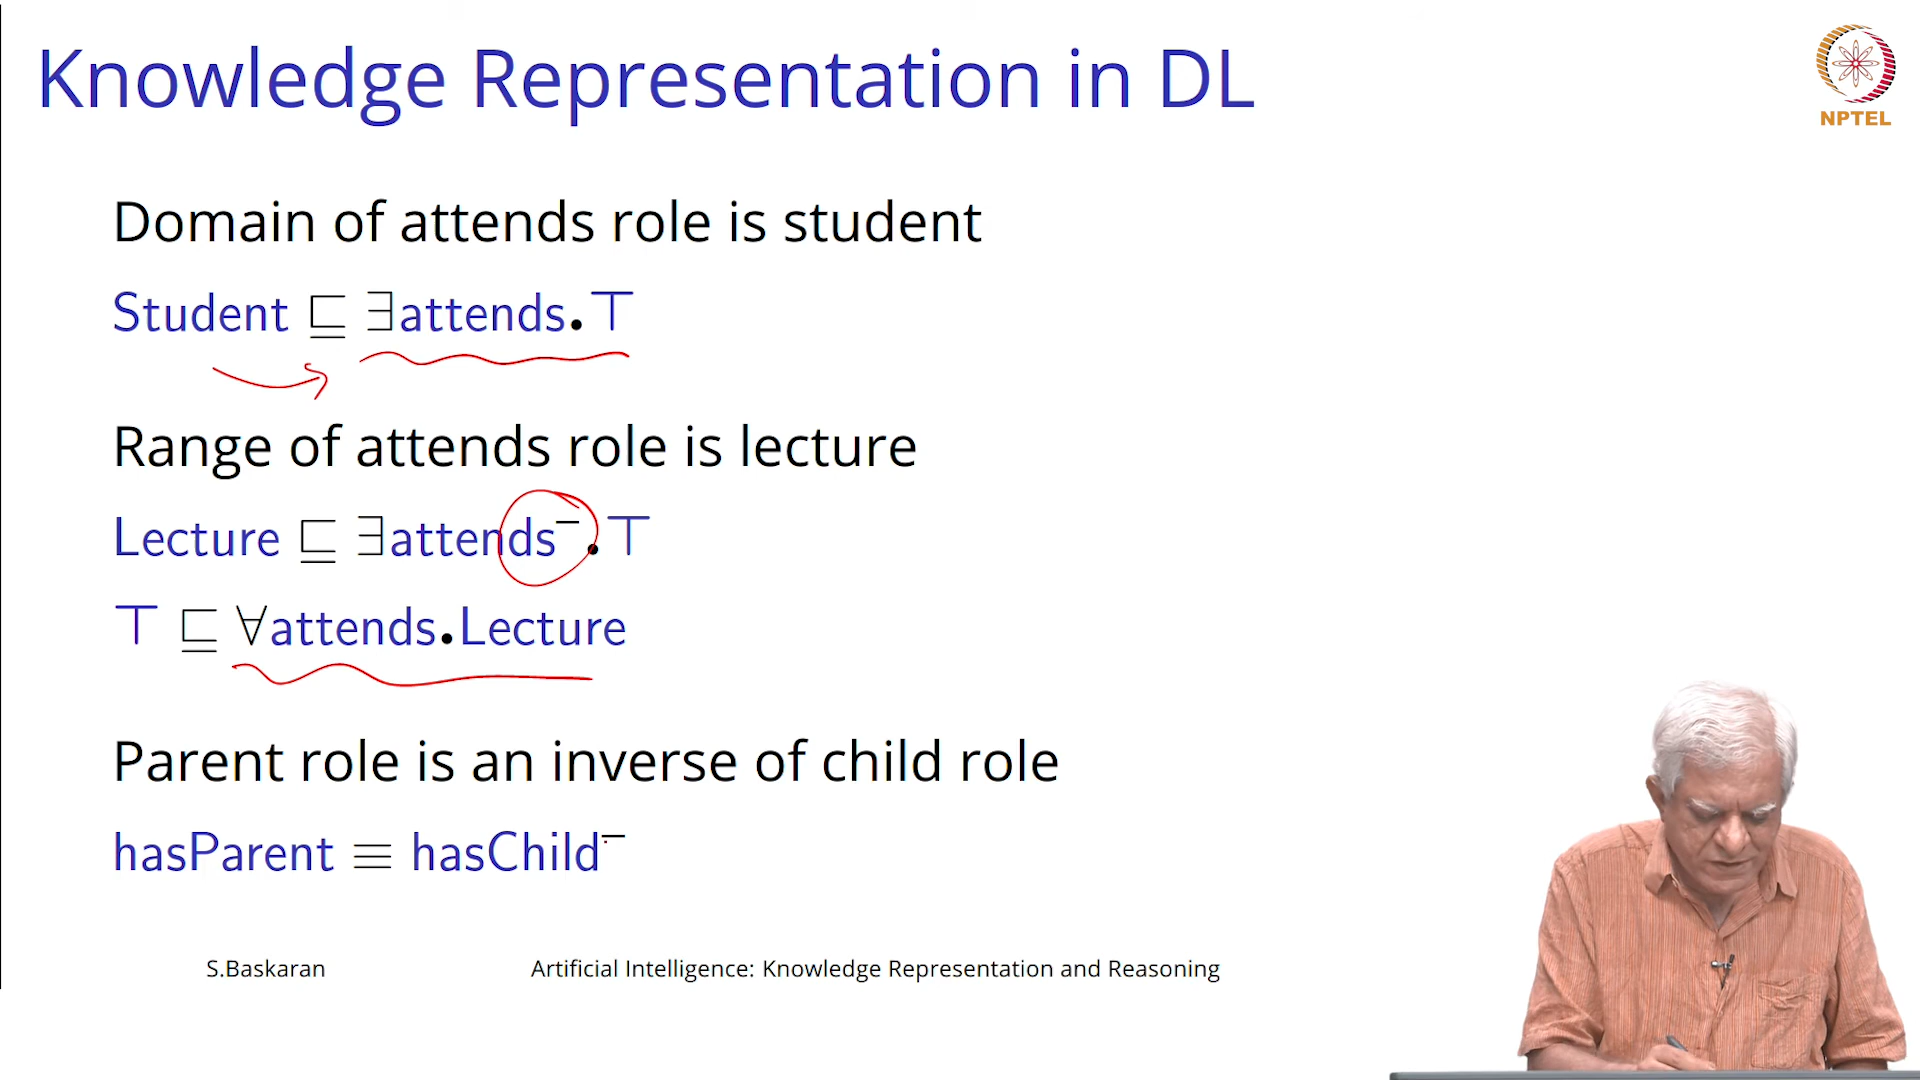 Knowledge Representation in DL
NPTEL
Domain of attends role is student
Student ⊑ ∃attends.⊤
Range of attends role is lecture
Lecture ⊑ ∃attends⁻.⊤
⊤ ⊑ ∀attends.Lecture
Parent role is an inverse of child role
hasParent ≡ hasChild⁻
S.Baskaran
Artificial Intelligence: Knowledge Representation and Reasoning